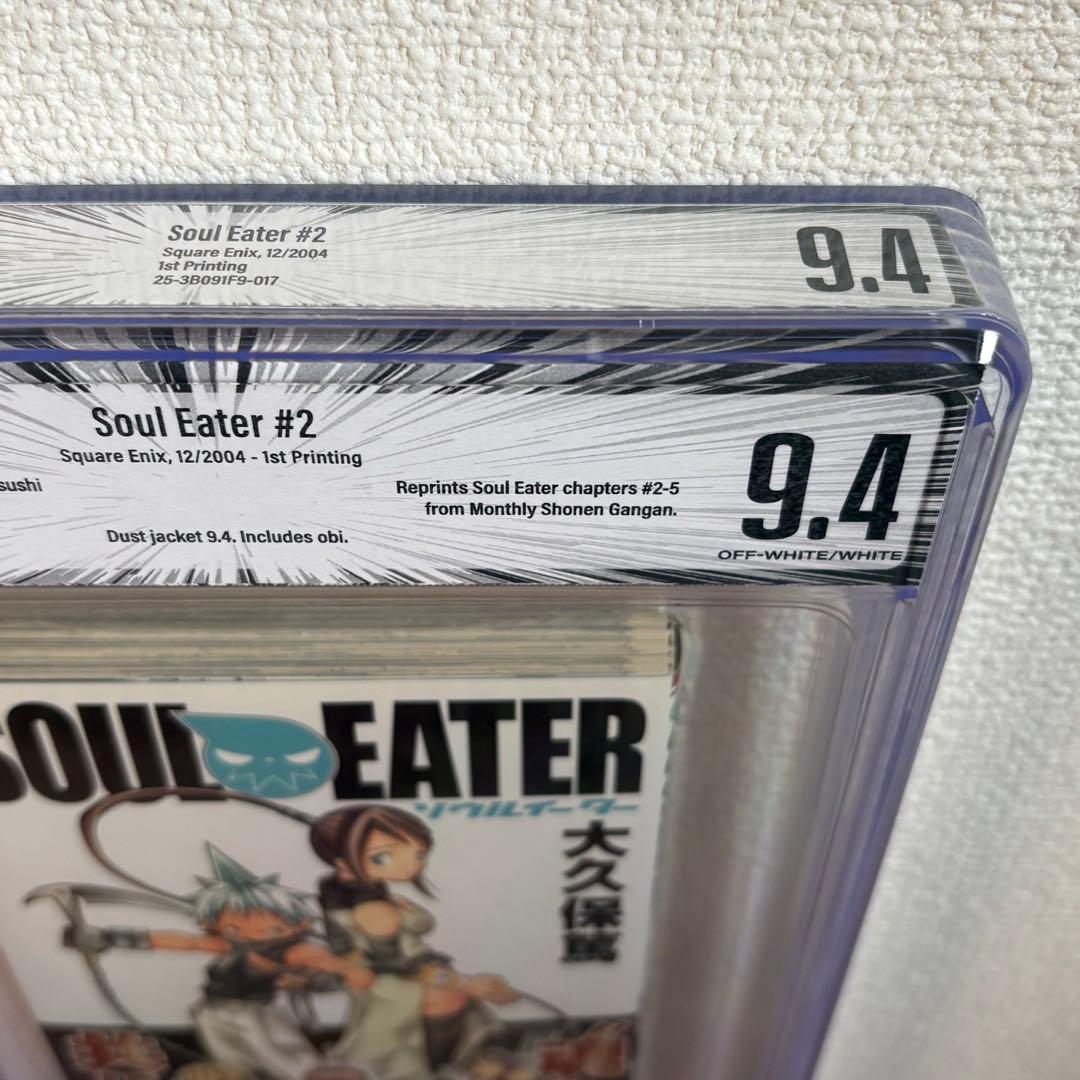 Soul Eater #2
Square Enix, 12/2004
1st Printing
25-3B091F9-017
9.4
Soul Eater #2
Square Enix, 12/2004 - 1st Printing
sushi
Reprints Soul Eater chapters #2-5
from Monthly Shonen Gangan.
Dust jacket 9.4. Includes obi.
9.4
OFF-WHITE/WHITE
SOUL EATER
ソウルイーター
大久保篤